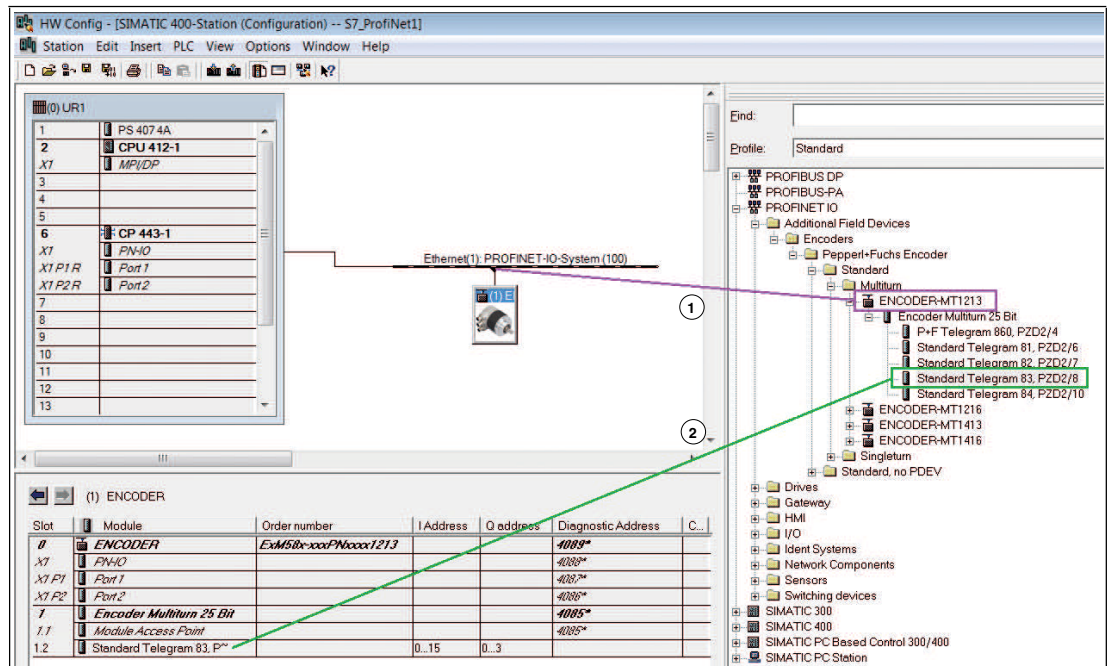 HW Config - [SIMATIC 400-Station (Configuration) -- S7_ProfiNet1]
Station Edit Insert PLC View Options Window Help
(0) UR1
1 PS 407 4A
2 CPU 412-1
X1 MPI/DP
3
4
5
6 CP 443-1
X1 PN-IO
X1 P1 R Port 1
X1 P2 R Port 2
7
8
9
10
11
12
13
Ethernet(1): PROFINET-IO-System (100)
(1) E
1
2
Find:
Profile: Standard
PROFIBUS DP
PROFIBUS-PA
PROFINET IO
Additional Field Devices
Encoders
Pepperl+Fuchs Encoder
Standard
Multiturn
ENCODER-MT1213
Encoder Multiturn 25 Bit
P+F Telegram 860, PZD2/4
Standard Telegram 81, PZD2/6
Standard Telegram 82, PZD2/7
Standard Telegram 83, PZD2/8
Standard Telegram 84, PZD2/10
ENCODER-MT1216
ENCODER-MT1413
ENCODER-MT1416
Singleturn
Standard, no PDEV
Drives
Gateway
HMI
I/O
Ident Systems
Network Components
Sensors
Switching devices
SIMATIC 300
SIMATIC 400
SIMATIC PC Based Control 300/400
SIMATIC PC Station
(1) ENCODER
Slot Module Order number I Address Q address Diagnostic Address C...
0 ENCODER ExM58x-xxxPNxxxx1213 4089*
X1 PN-IO 4088*
X1 P1 Port 1 4087*
X1 P2 Port 2 4086*
1 Encoder Multiturn 25 Bit 4085*
1.1 Module Access Point 4085*
1.2 Standard Telegram 83, P~ 0...15 0...3